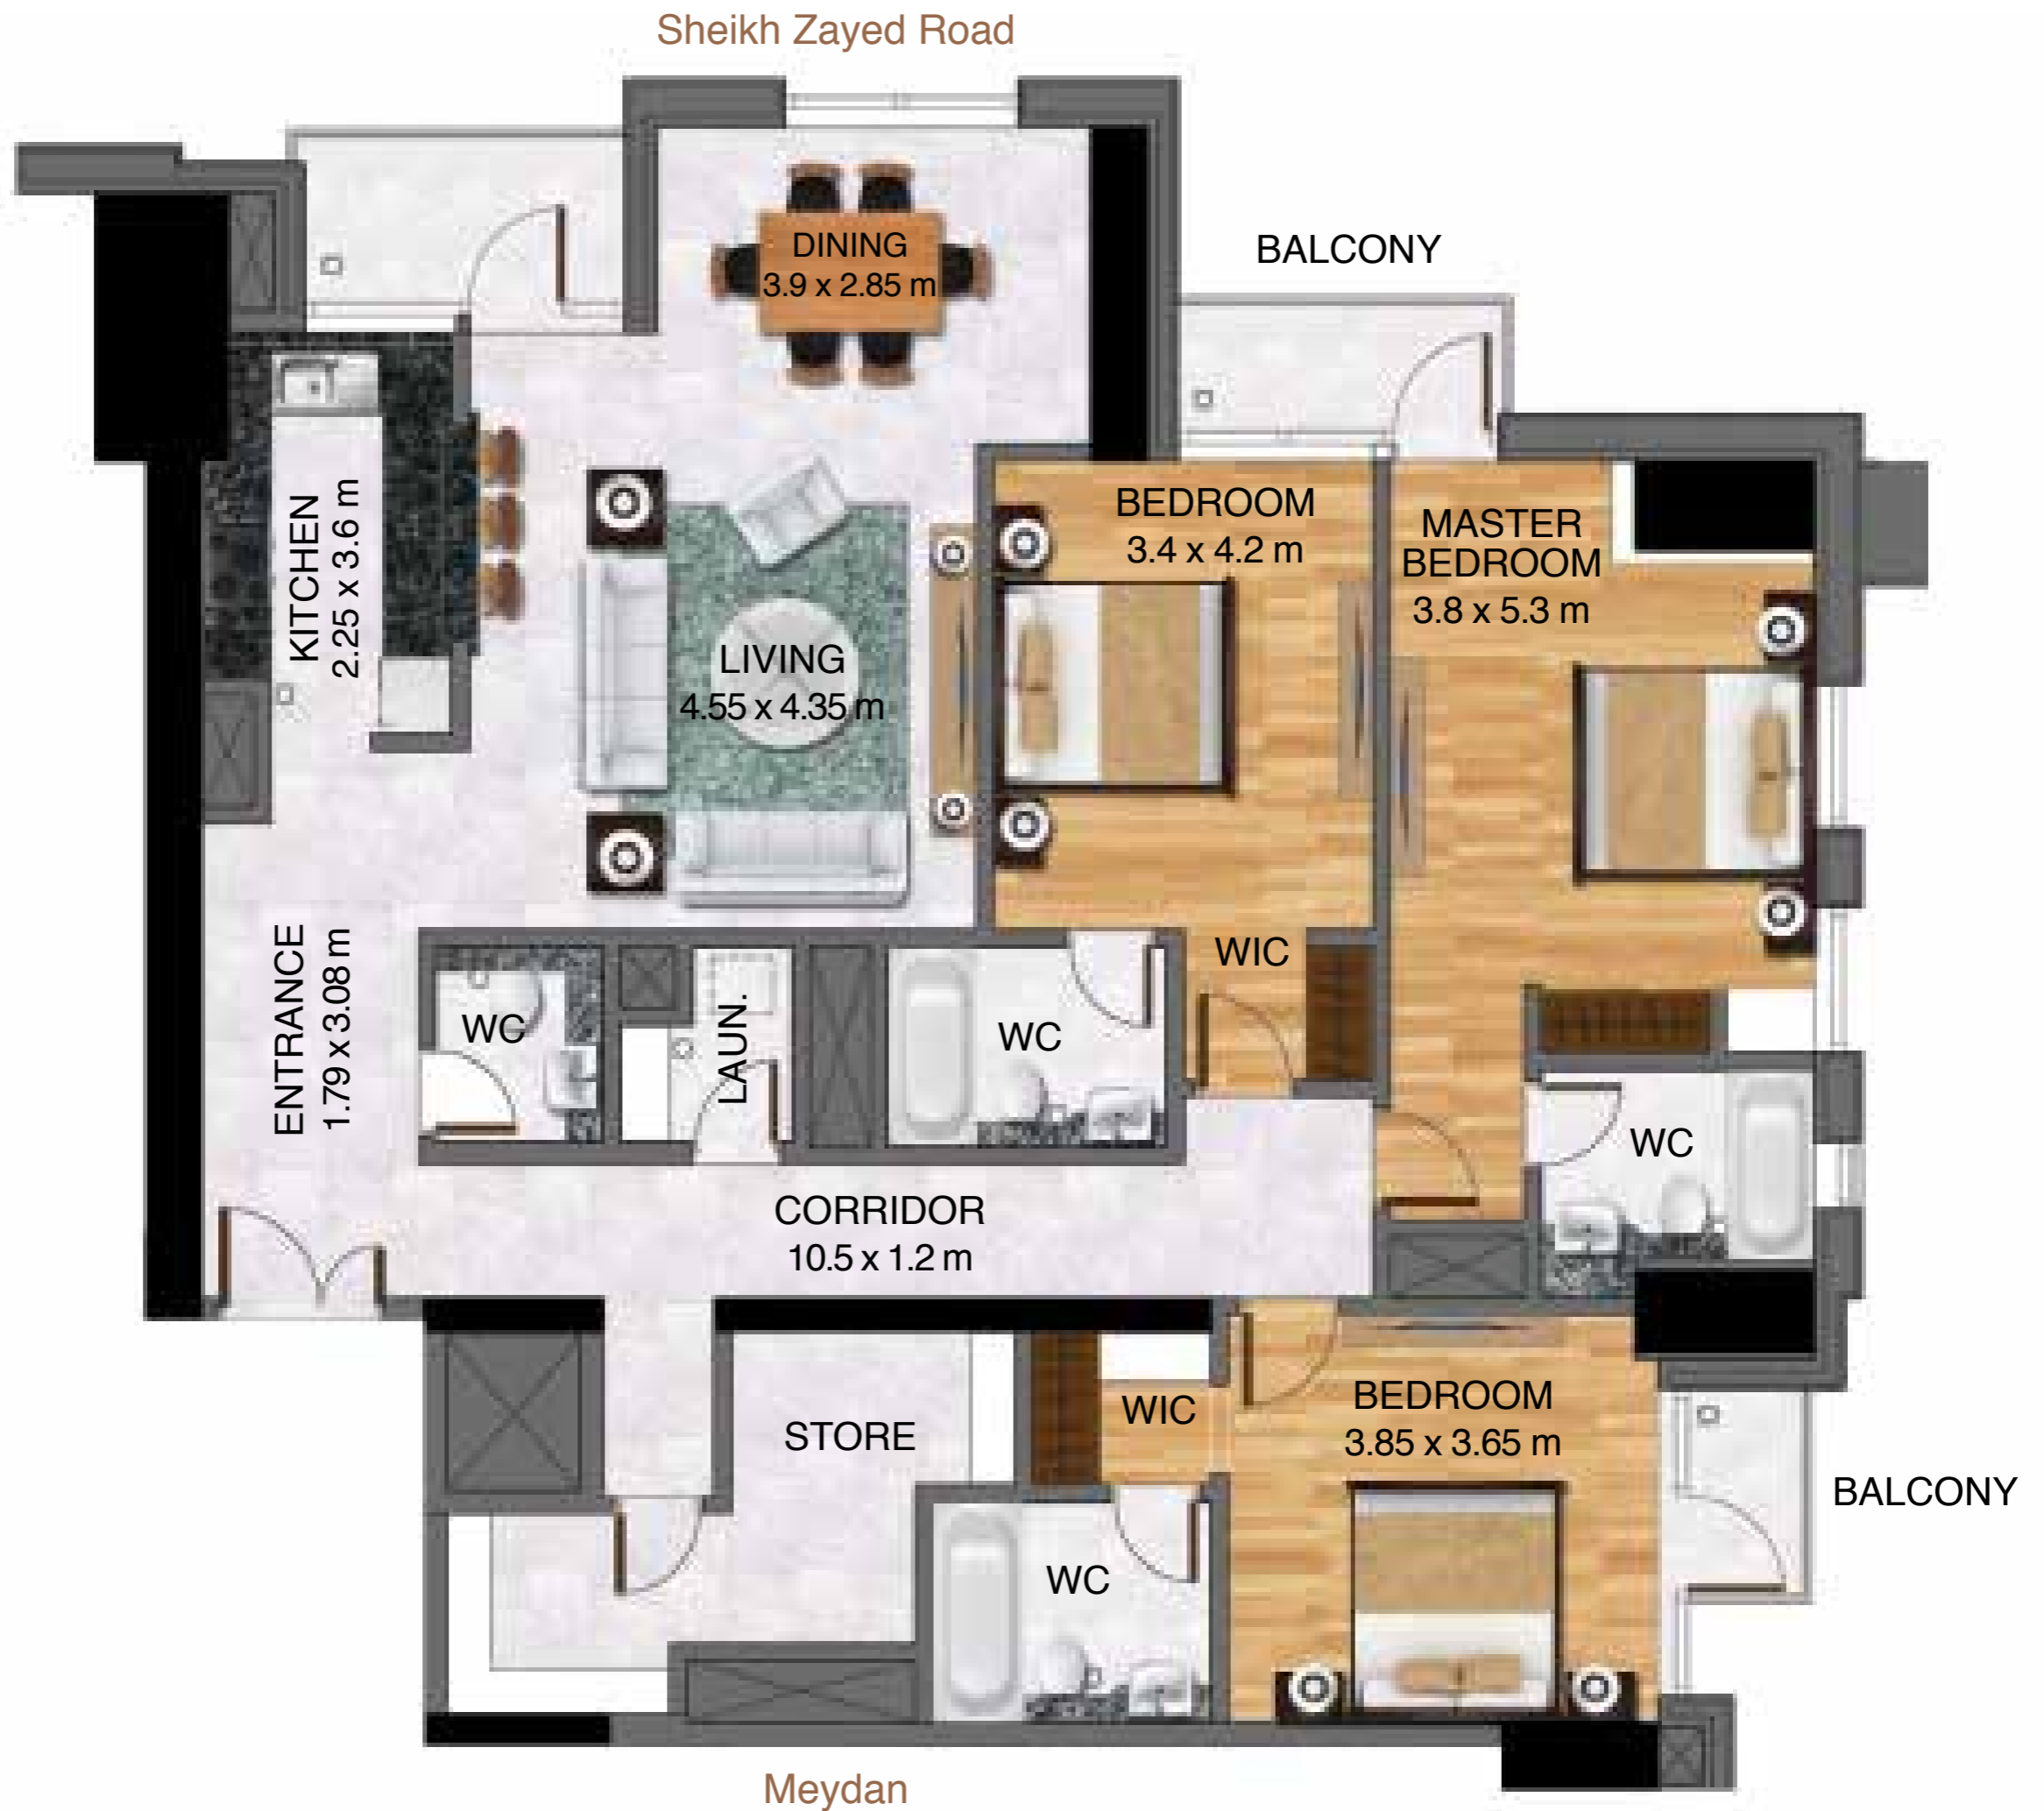 Sheikh Zayed Road
DINING
3.9 x 2.85 m
BALCONY
KITCHEN
2.25 x 3.6 m
BEDROOM
3.4 x 4.2 m
MASTER
BEDROOM
3.8 x 5.3 m
LIVING
4.55 x 4.35 m
ENTRANCE
1.79 x 3.08 m
WC
LAUN.
WC
WIC
WC
CORRIDOR
10.5 x 1.2 m
STORE
WIC
BEDROOM
3.85 x 3.65 m
BALCONY
WC
Meydan